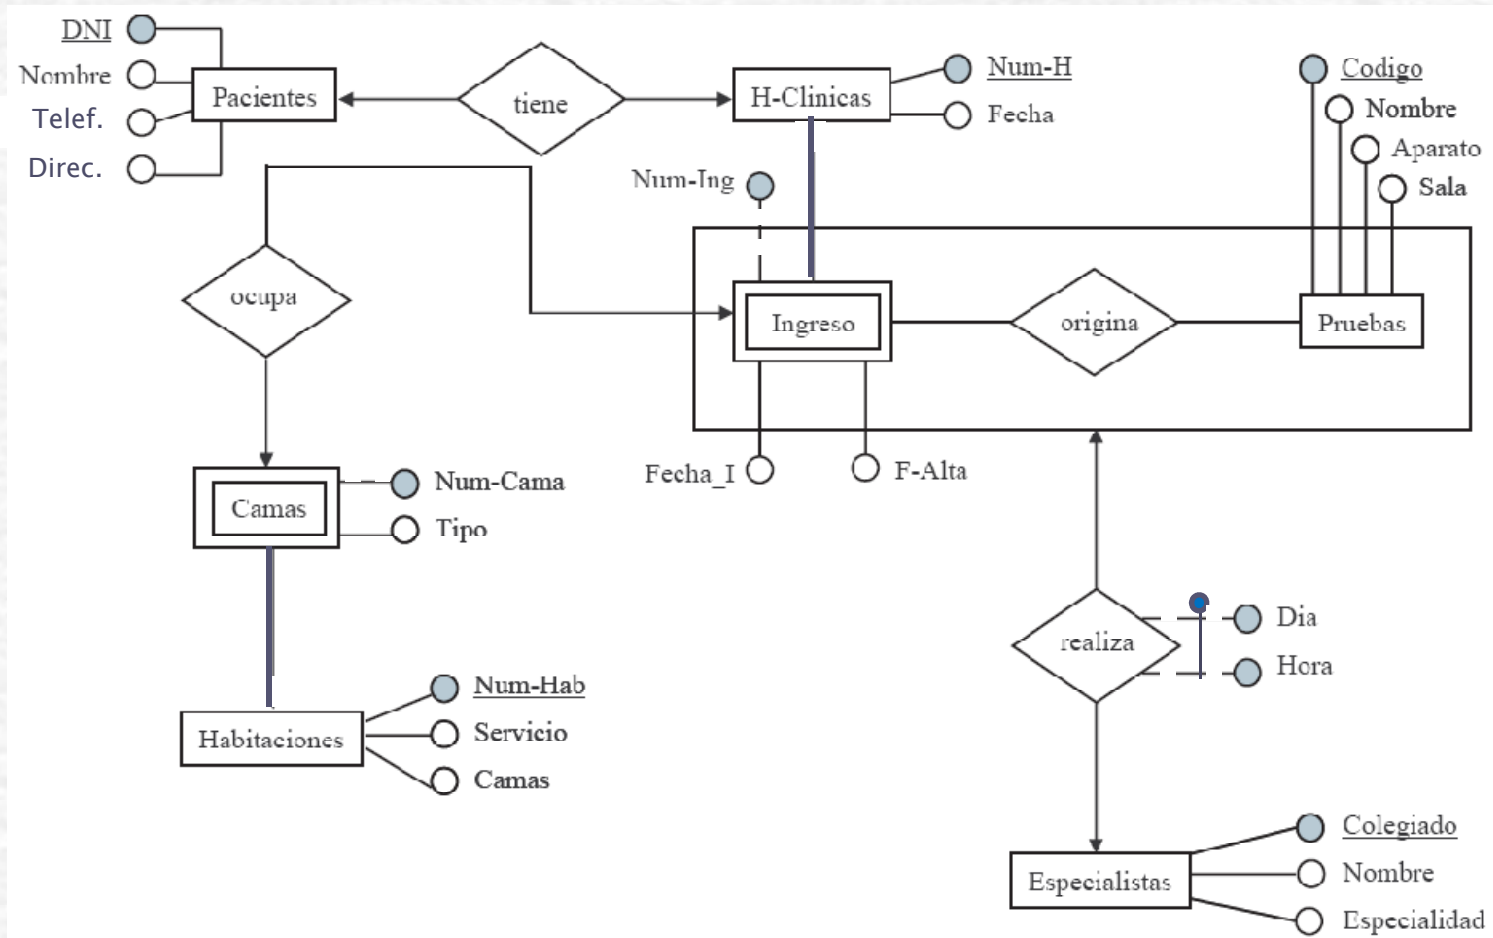 DNI
Nombre
Telef.
Direc.
Pacientes
tiene
H-Clinicas
Num-H
Fecha
Codigo
Nombre
Aparato
Sala
Num-Ing
ocupa
Ingreso
origina
Pruebas
Fecha_I
F-Alta
Camas
Num-Cama
Tipo
realiza
Dia
Hora
Habitaciones
Num-Hab
Servicio
Camas
Especialistas
Colegiado
Nombre
Especialidad